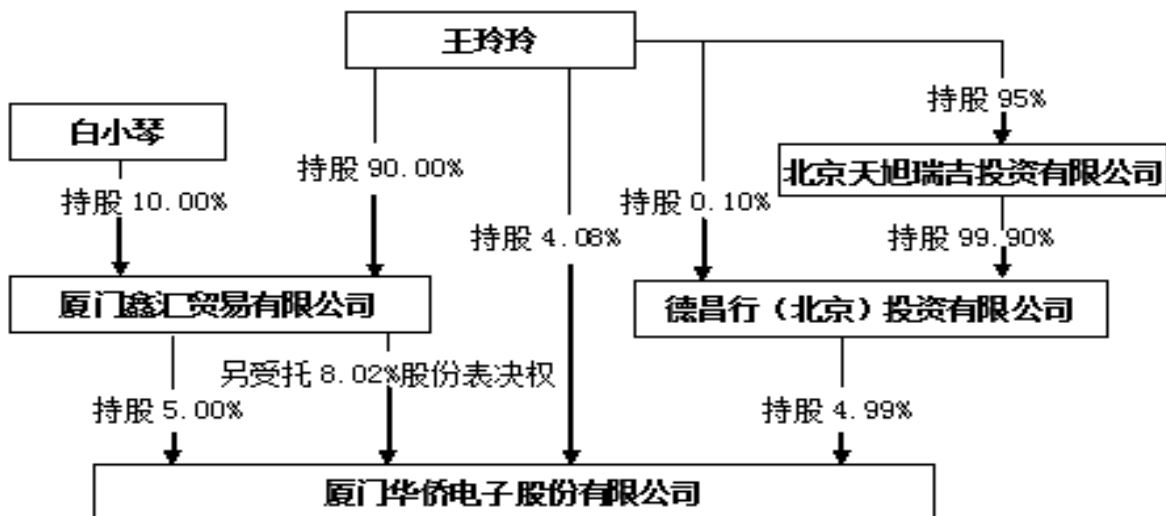 王玲玲
持股 95%
白小琴
北京天旭瑞吉投资有限公司
持股 90.00%
持股 10.00%
持股 0.10%
持股 4.08%
持股 99.90%
厦门鑫汇贸易有限公司
德昌行（北京）投资有限公司
另受托 8.02%股份表决权
持股 5.00%
持股 4.99%
厦门华侨电子股份有限公司